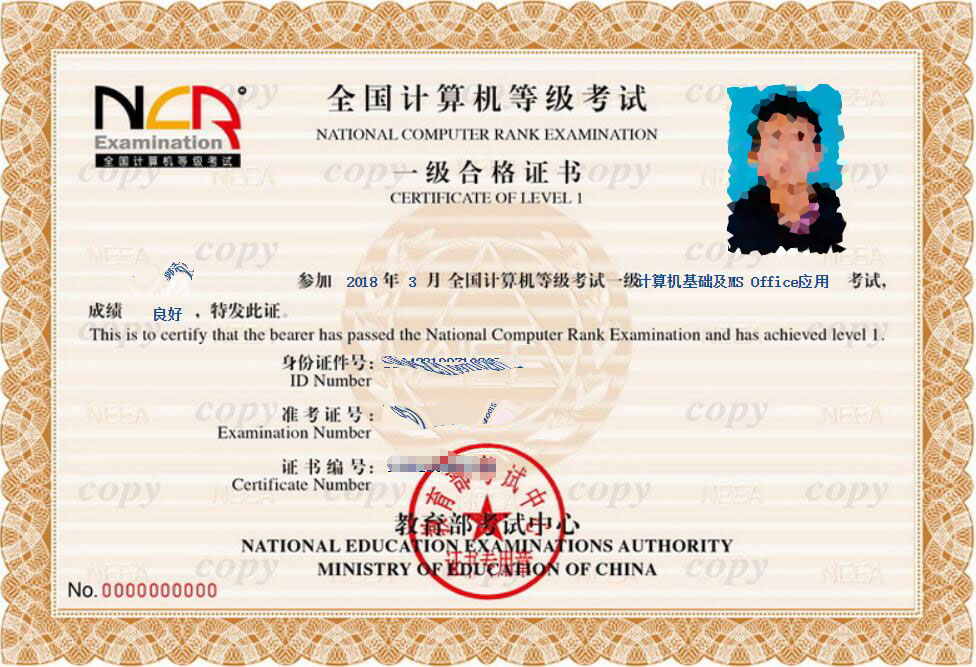 NCR
Examination
全国计算机等级考试
全国计算机等级考试
NATIONAL COMPUTER RANK EXAMINATION
一级合格证书
CERTIFICATE OF LEVEL 1
参加 2018 年 3 月 全国计算机等级考试一级计算机基础及MS Office应用 考试,
成绩 良好 ，特发此证。
This is to certify that the bearer has passed the National Computer Rank Examination and has achieved level 1.
身份证件号:
ID Number
准考证号:
Examination Number
证书编号:
Certificate Number
教育部考试中心
证书专用章
教育部考试中心
NATIONAL EDUCATION EXAMINATIONS AUTHORITY
MINISTRY OF EDUCATION OF CHINA
No. 0000000000
copy NEEA copy NEEA copy
NEEA copy NEEA copy NEEA copy
NEEA copy NEEA copy
copy NEEA copy NEEA copy
NEEA copy NEEA copy NEEA